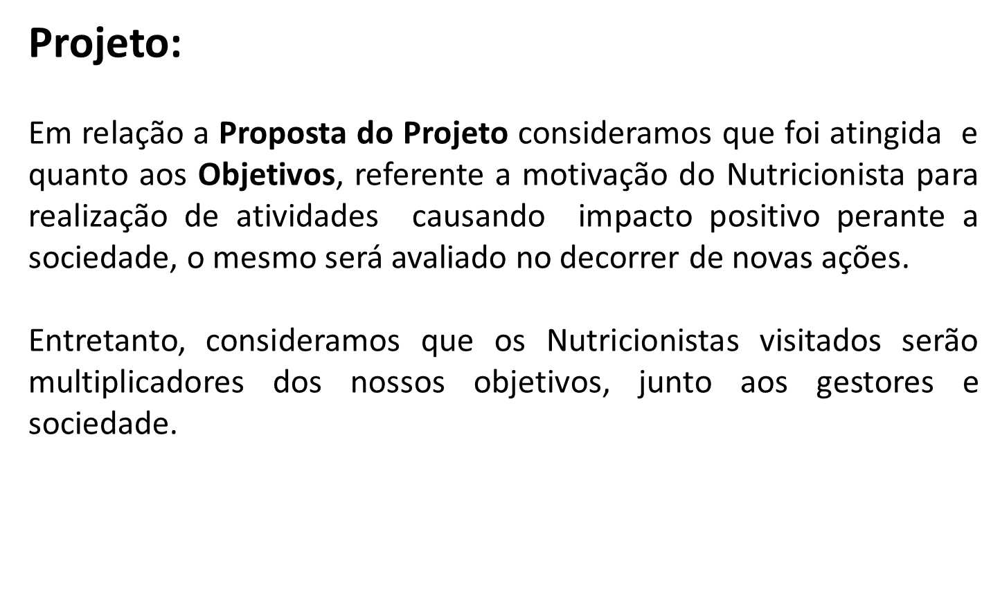 Projeto:
Em relação a Proposta do Projeto consideramos que foi atingida  e
quanto aos Objetivos, referente a motivação do Nutricionista para
realização de atividades  causando  impacto positivo perante a
sociedade, o mesmo será avaliado no decorrer de novas ações.
Entretanto, consideramos que os Nutricionistas visitados serão
multiplicadores dos nossos objetivos, junto aos gestores e
sociedade.